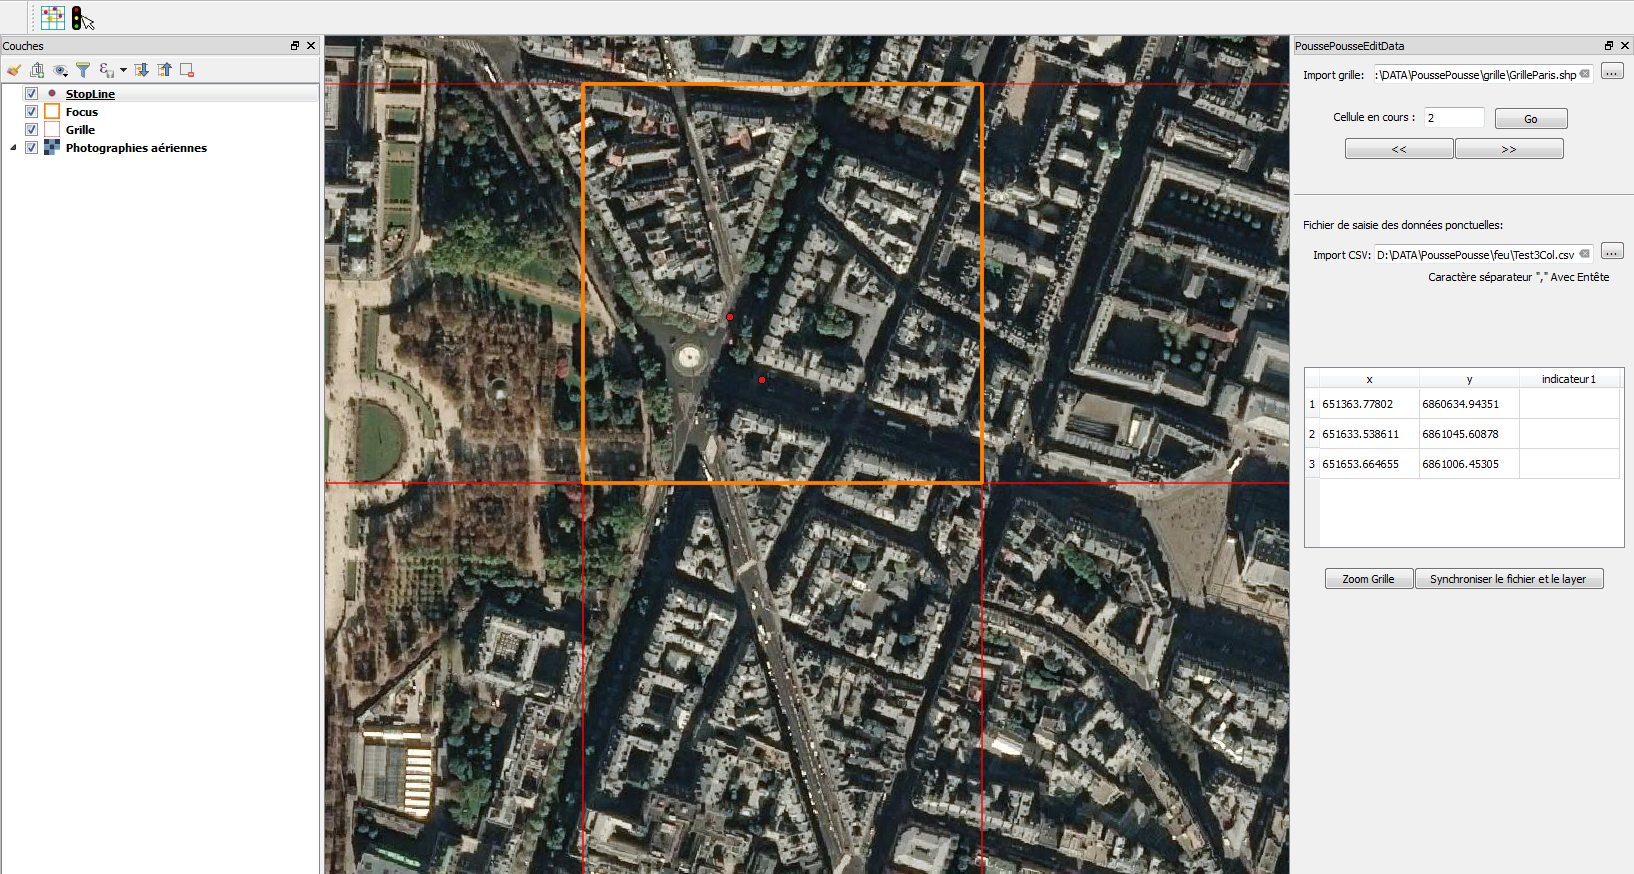 Couches
StopLine
Focus
Grille
Photographies aériennes
PoussePousseEditData
Import grille: :\DATA\PoussePousse\grille\GrilleParis.shp ...
Cellule en cours : 2 Go
<< >>
Fichier de saisie des données ponctuelles:
Import CSV: D:\DATA\PoussePousse\feu\Test3Col.csv ...
Caractère séparateur "," Avec Entête
x y indicateur1
1 651363.77802 6860634.94351
2 651633.538611 6861045.60878
3 651653.664655 6861006.45305
Zoom Grille Synchroniser le fichier et le layer